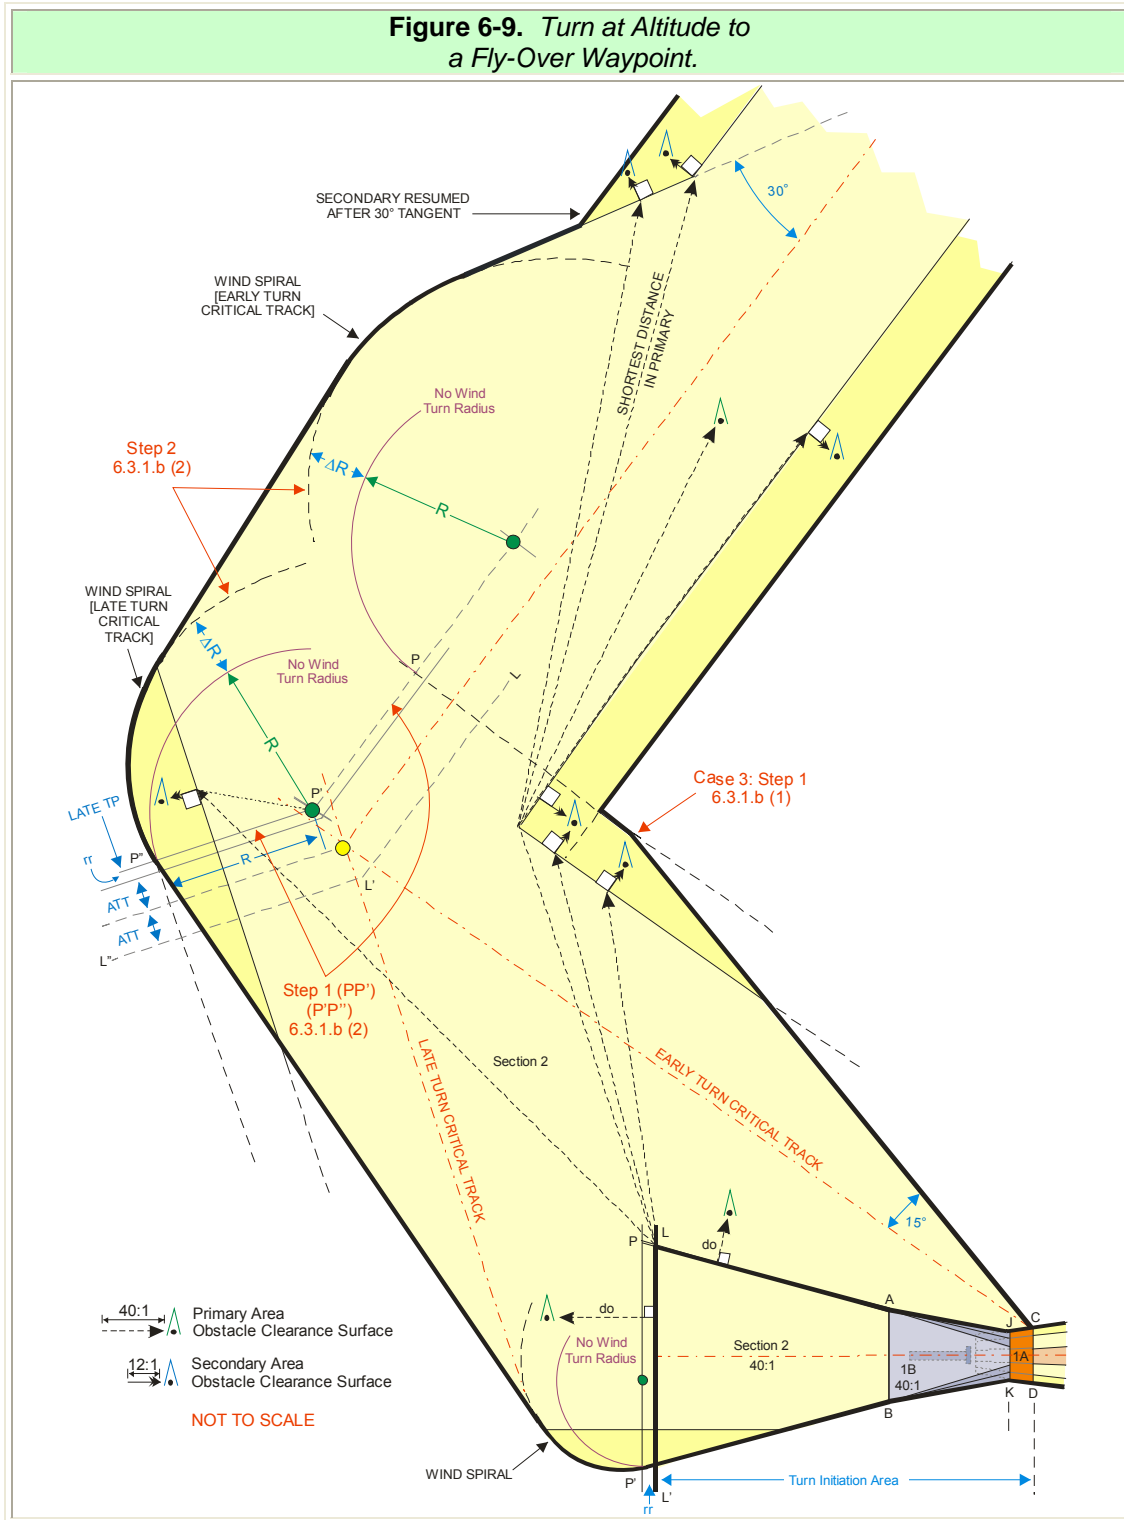 Figure 6-9. Turn at Altitude to
a Fly-Over Waypoint.
30°
SECONDARY RESUMED
AFTER 30° TANGENT
WIND SPIRAL
[EARLY TURN
CRITICAL TRACK]
SHORTEST DISTANCE
IN PRIMARY
No Wind
Turn Radius
Step 2
6.3.1.b (2)
ΔR
R
WIND SPIRAL
[LATE TURN
CRITICAL
TRACK]
ΔR
No Wind
Turn Radius
P
L
R
Case 3: Step 1
6.3.1.b (1)
P'
LATE TP
P"
rr
R
L'
ATT
ATT
L"
Step 1 (PP')
(P'P")
6.3.1.b (2)
Section 2
LATE TURN CRITICAL TRACK
EARLY TURN CRITICAL TRACK
15°
L
P
do
A
J
C
40:1
Primary Area
Obstacle Clearance Surface
do
No Wind
Turn Radius
Section 2
40:1
1A
1B
40:1
12:1
Secondary Area
Obstacle Clearance Surface
K
D
B
NOT TO SCALE
WIND SPIRAL
P'
L'
rr
Turn Initiation Area